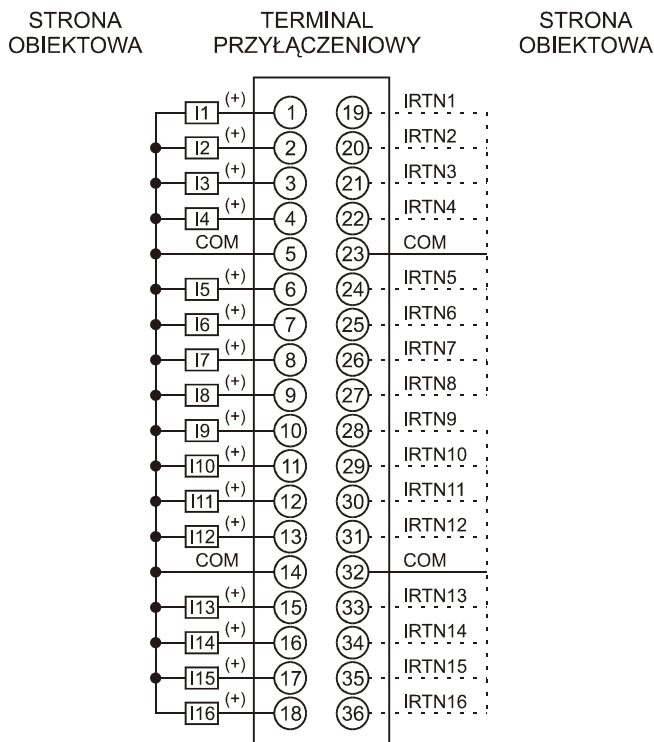 STRONA OBIEKTOWA
TERMINAL PRZYŁĄCZENIOWY
STRONA OBIEKTOWA
I1 (+) 1 19 IRTN1
I2 (+) 2 20 IRTN2
I3 (+) 3 21 IRTN3
I4 (+) 4 22 IRTN4
COM 5 23 COM
I5 (+) 6 24 IRTN5
I6 (+) 7 25 IRTN6
I7 (+) 8 26 IRTN7
I8 (+) 9 27 IRTN8
I9 (+) 10 28 IRTN9
I10 (+) 11 29 IRTN10
I11 (+) 12 30 IRTN11
I12 (+) 13 31 IRTN12
COM 14 32 COM
I13 (+) 15 33 IRTN13
I14 (+) 16 34 IRTN14
I15 (+) 17 35 IRTN15
I16 (+) 18 36 IRTN16